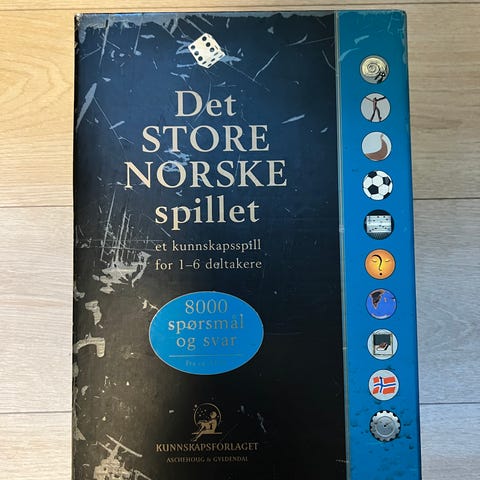 Det
STORE
NORSKE
spillet
et kunnskapsspill
for 1–6 deltakere
8000
spørsmål
og svar
KUNNSKAPSFORLAGET
ASCHEHOUG & GYLDENDAL